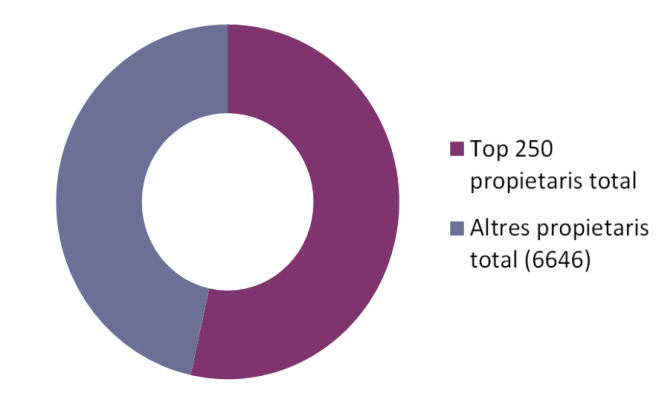 Top 250
propietaris total
Altres propietaris
total (6646)